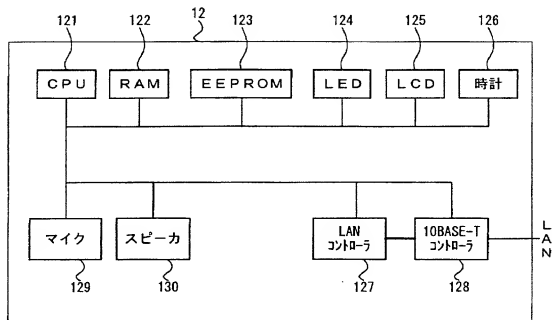 12
121
122
123
124
125
126
CPU
RAM
EEPROM
LED
LCD
時計
マイク
スピーカ
LAN
コントローラ
10BASE-T
コントローラ
LAN
129
130
127
128